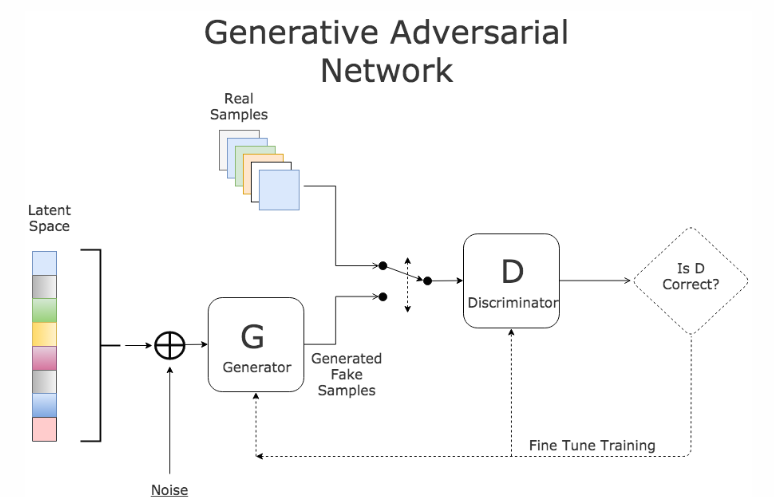 Generative Adversarial
Network
Real
Samples
Latent
Space
D
Discriminator
Is D
Correct?
G
Generator
Generated
Fake
Samples
Fine Tune Training
Noise